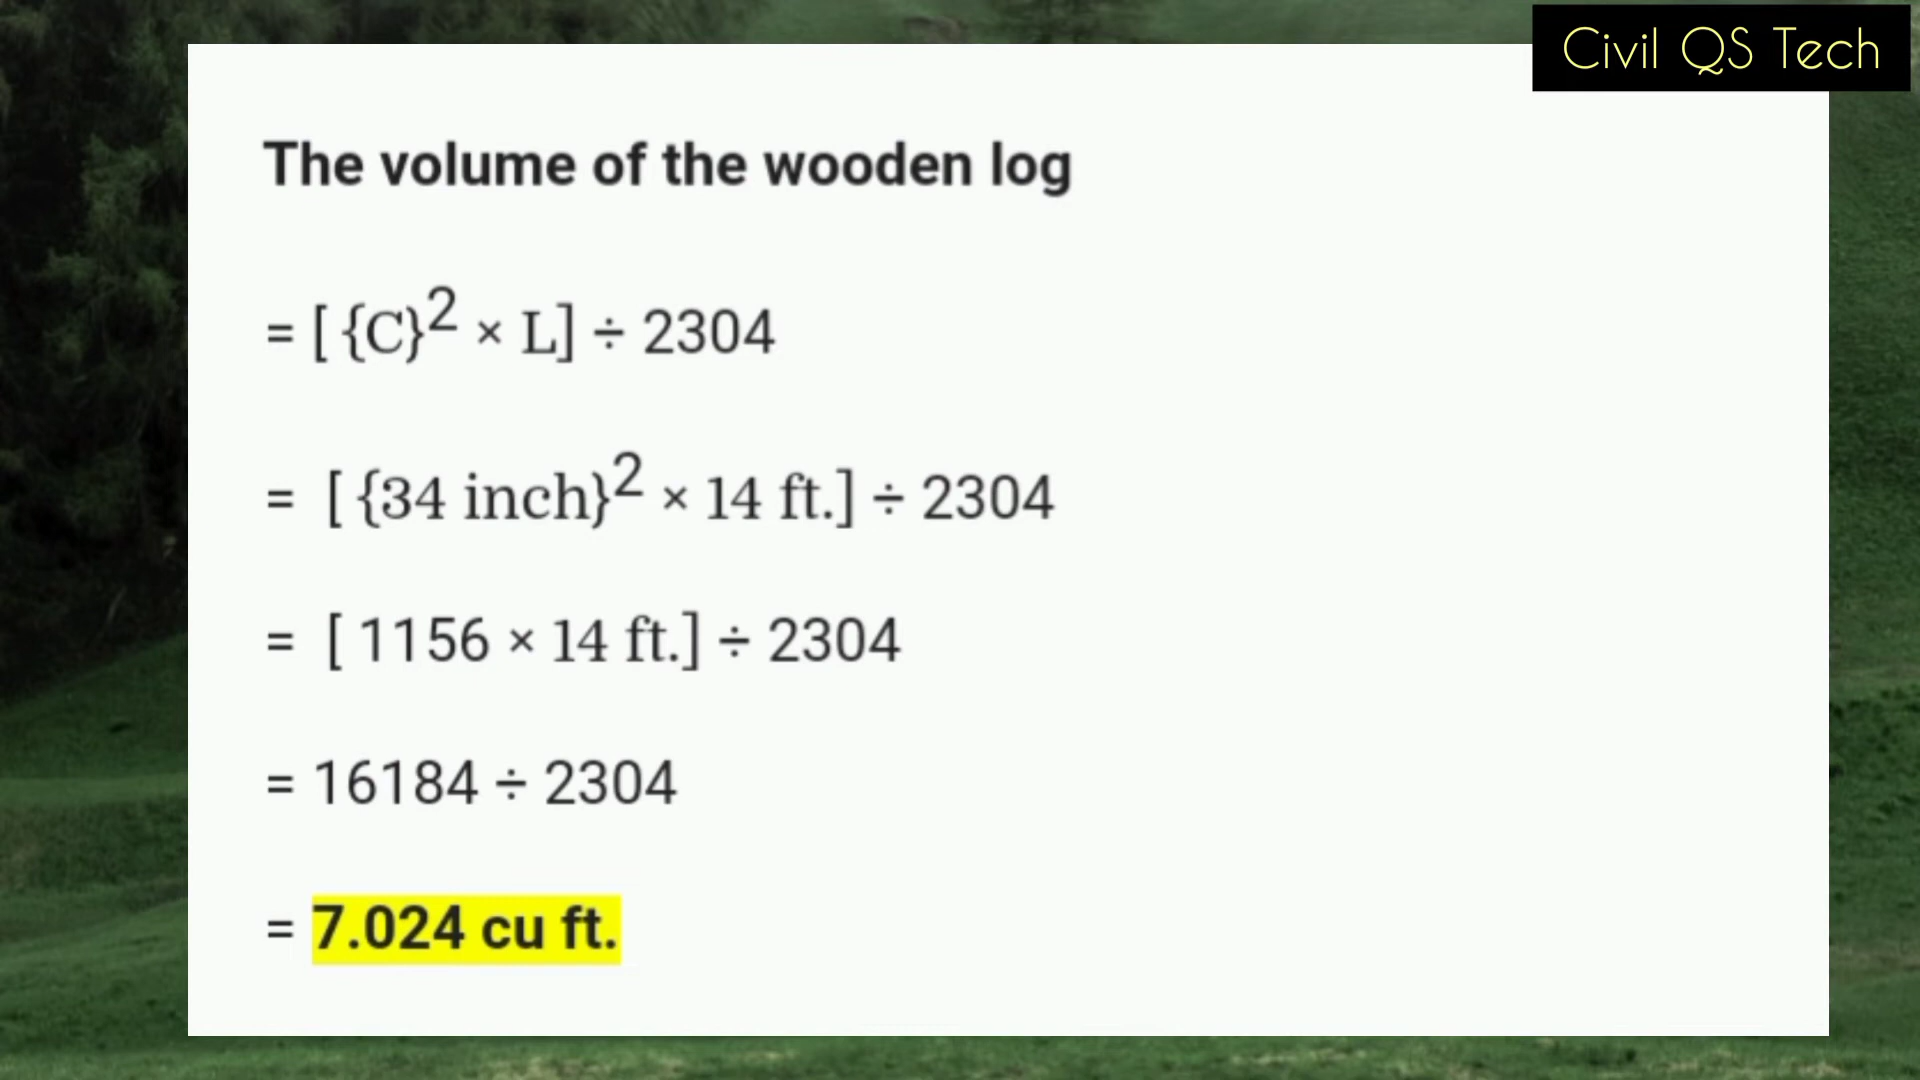 Civil QS Tech
The volume of the wooden log
= [ {C}² × L] ÷ 2304
= [ {34 inch}² × 14 ft.] ÷ 2304
= [ 1156 × 14 ft.] ÷ 2304
= 16184 ÷ 2304
= 7.024 cu ft.